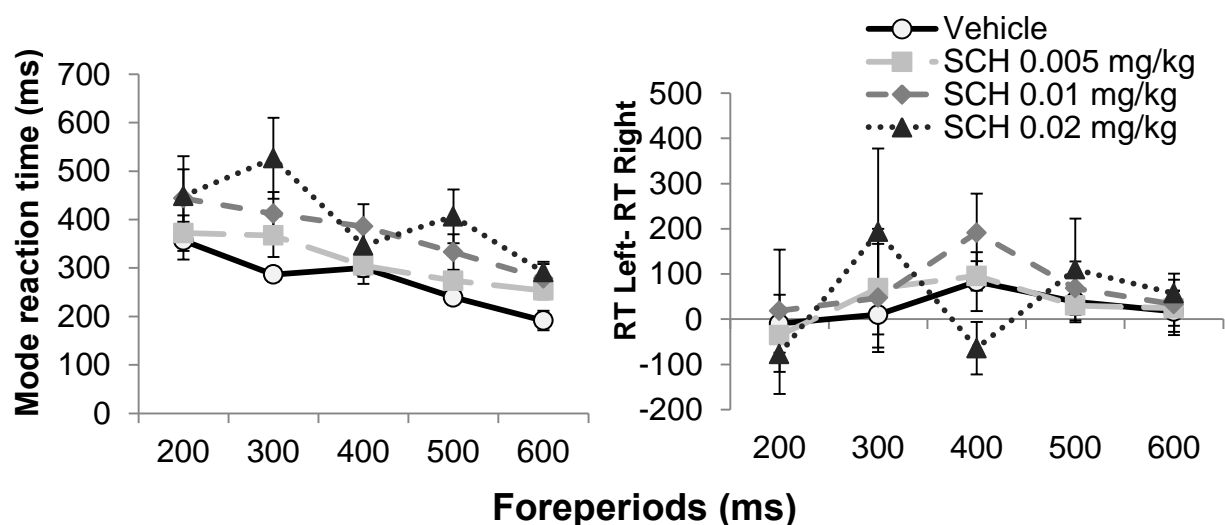 Mode reaction time (ms)
700
600
500
400
300
200
100
0
200 300 400 500 600
Vehicle
SCH 0.005 mg/kg
SCH 0.01 mg/kg
SCH 0.02 mg/kg
RT Left- RT Right
500
400
300
200
100
0
-100
-200
200 300 400 500 600
Foreperiods (ms)